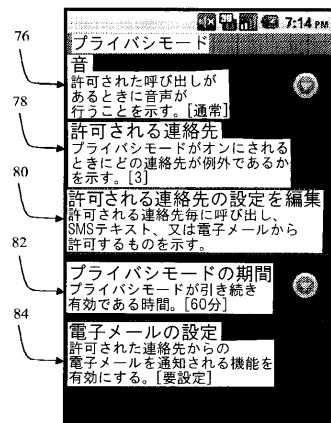 7:14 PM
プライバシモード
76
音
許可された呼び出しが
あるときに音声が
行うことを示す。[通常]
78
許可される連絡先
プライバシモードがオンにされる
ときにどの連絡先が例外であるか
を示す。[3]
80
許可される連絡先の設定を編集
許可される連絡先毎に呼び出し、
SMSテキスト、又は電子メールから
許可するものを示す。
82
プライバシモードの期間
プライバシモードが引き続き
有効である時間。[60分]
84
電子メールの設定
許可された連絡先からの
電子メールを通知される機能を
有効にする。[要設定]